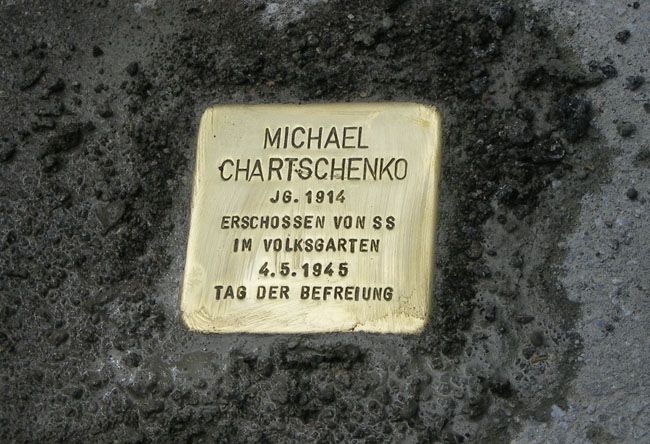 MICHAEL
CHARTSCHENKO
JG. 1914
ERSCHOSSEN VON SS
IM VOLKSGARTEN
4.5.1945
TAG DER BEFREIUNG